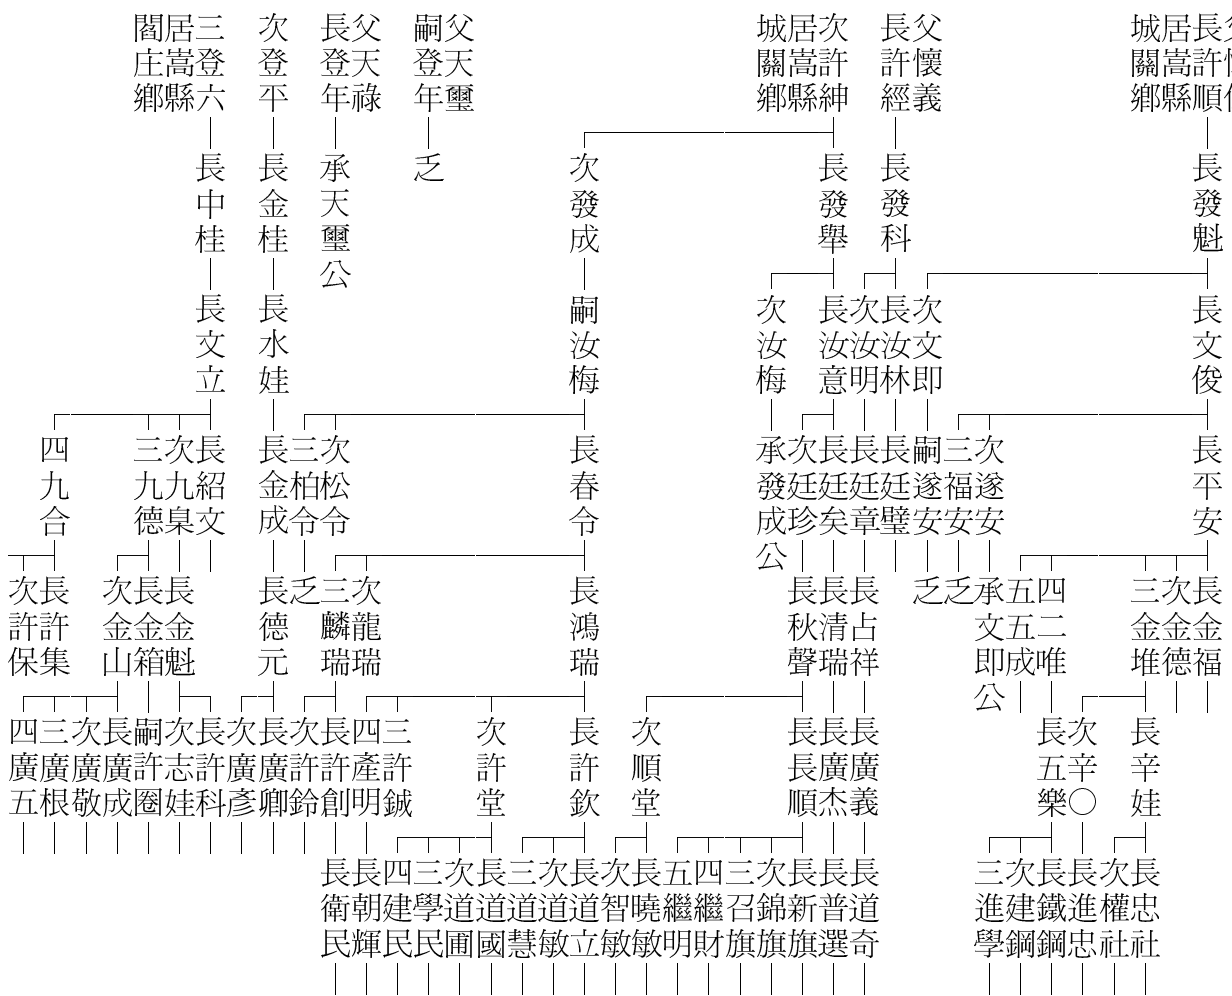 長許順
居嵩縣
城關鄉
父懷義
長許經
次許紳
居嵩縣
城關鄉
父天璽
嗣登年
父天祿
長登年
次登平
三登六
居嵩縣
閻庄鄉
長發魁
長發科
長發舉
次發成
乏
承天璽公
長金桂
長中桂
長文俊
次文即
長汝林
次汝明
長汝意
次汝梅
嗣汝梅
長水娃
長文立
長平安
次遂安
三福安
嗣遂安
長廷璧
長廷章
長廷矣
次廷珍
承發成公
長春令
次松令
三柏令
長金成
長紹文
次九臬
三九德
四九合
長金福
次金德
三金堆
四二唯
五五成
承文即公
乏
乏
長占祥
長清瑞
長秋聲
長鴻瑞
次龍瑞
三麟瑞
乏
長德元
長金魁
長金箱
次金山
長許集
次許保
長辛娃
次辛〇
長五樂
長廣義
長廣杰
長長順
次順堂
長許欽
次許堂
三許鋮
四產明
長許創
次許鈴
長廣卿
次廣彥
長許科
次志娃
嗣許圈
長廣成
次廣敬
三廣根
四廣五
長忠社
次權社
長進忠
長鐵鋼
次建鋼
三進學
長道奇
長普選
長新旗
次錦旗
三召旗
四繼財
五繼明
長曉敏
次智敏
長道立
次道敏
三道慧
長道國
次道圃
三學民
四建民
長朝輝
長衛民